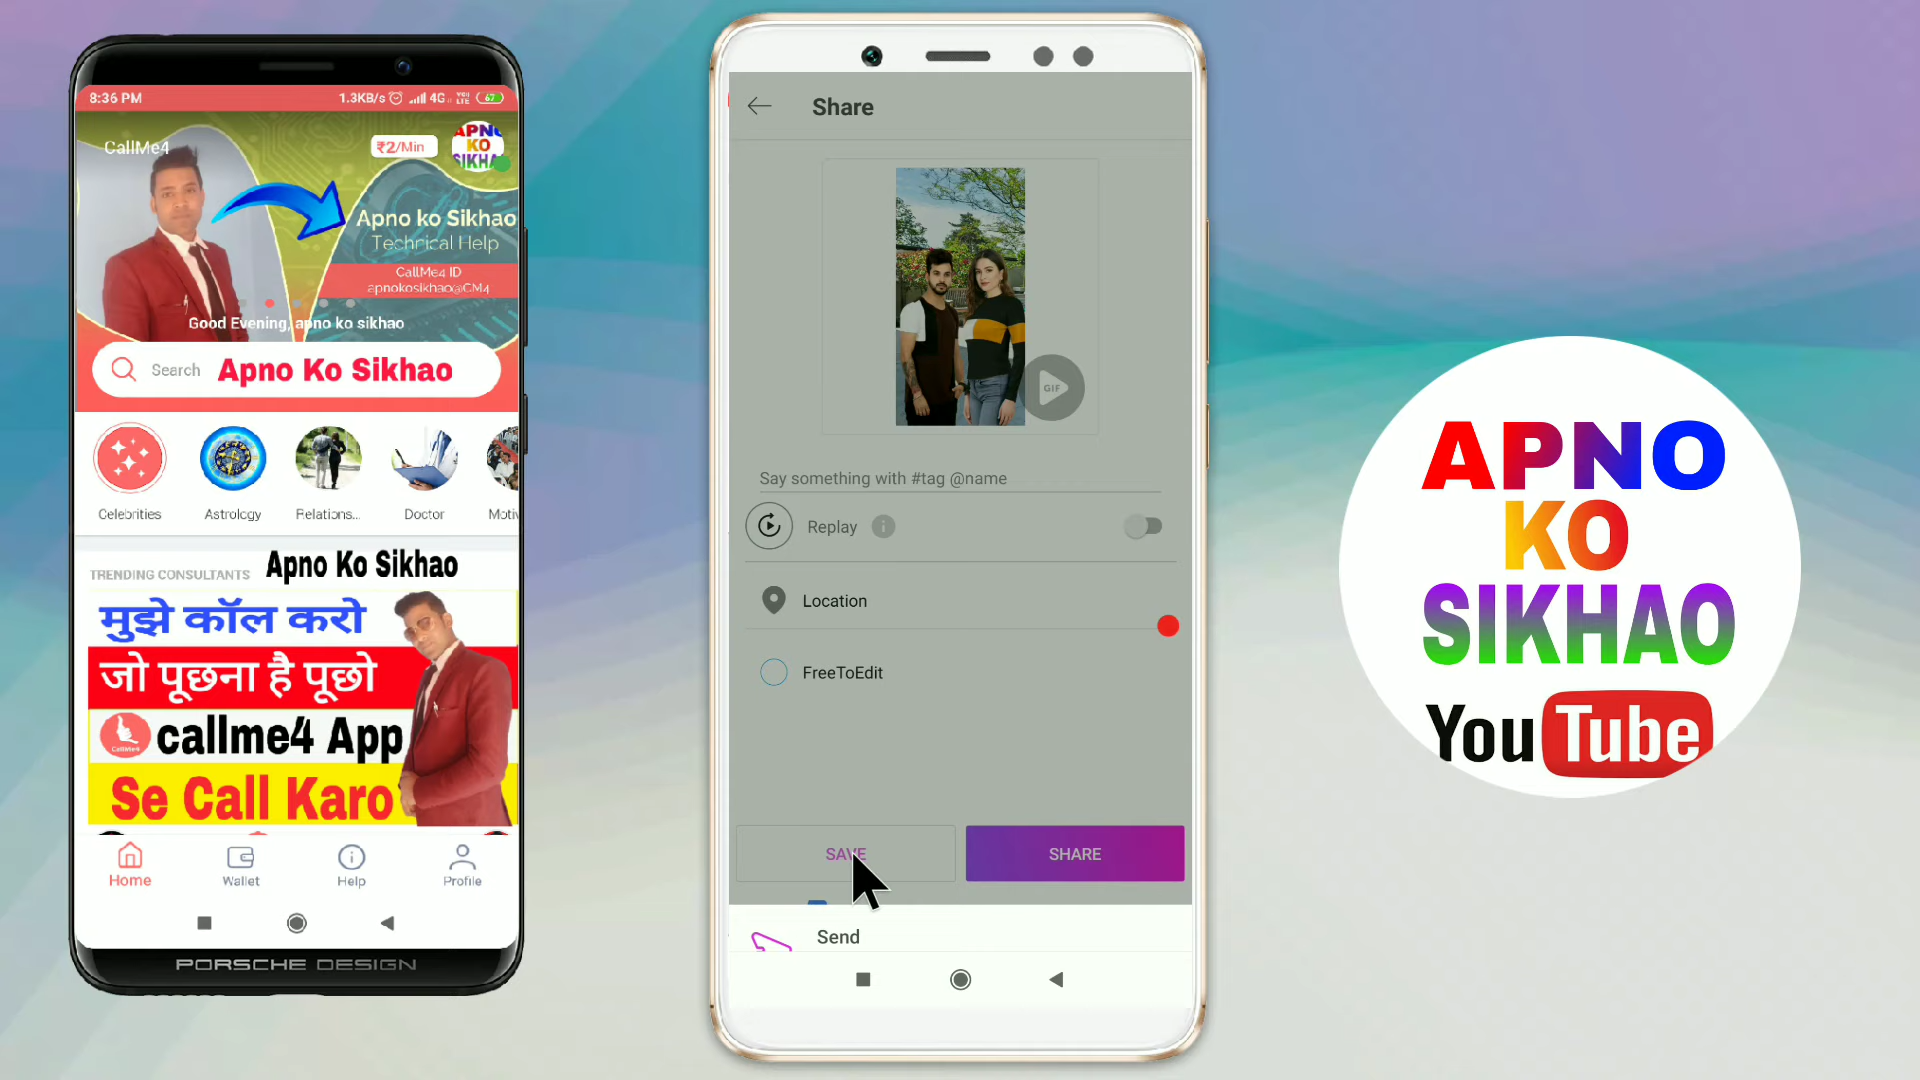 8:36 PM
1.3KB/s
4G
67
CallMe4
₹2/Min
APNO
KO
SIKHAO
Apno ko Sikhao
Technical Help
CallMe4 ID
apnokosikhao@CM4
Good Evening, apno ko sikhao
Search Apno Ko Sikhao
Celebrities
Astrology
Relations...
Doctor
Motiv
TRENDING CONSULTANTS Apno Ko Sikhao
मुझे कॉल करो
जो पूछना है पूछो
callme4 App
Se Call Karo
Home
Wallet
Help
Profile
PORSCHE DESIGN
Share
GIF
Say something with #tag @name
Replay
Location
FreeToEdit
SAVE
SHARE
Send
APNO
KO
SIKHAO
YouTube